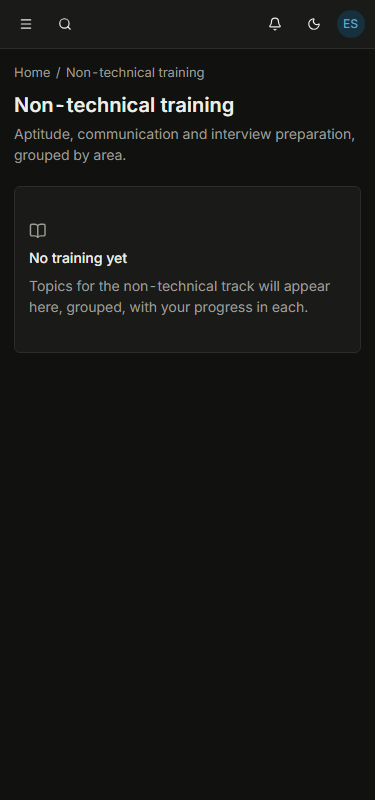 ES
Home / Non-technical training
Non-technical training
Aptitude, communication and interview preparation,
grouped by area.
No training yet
Topics for the non-technical track will appear
here, grouped, with your progress in each.